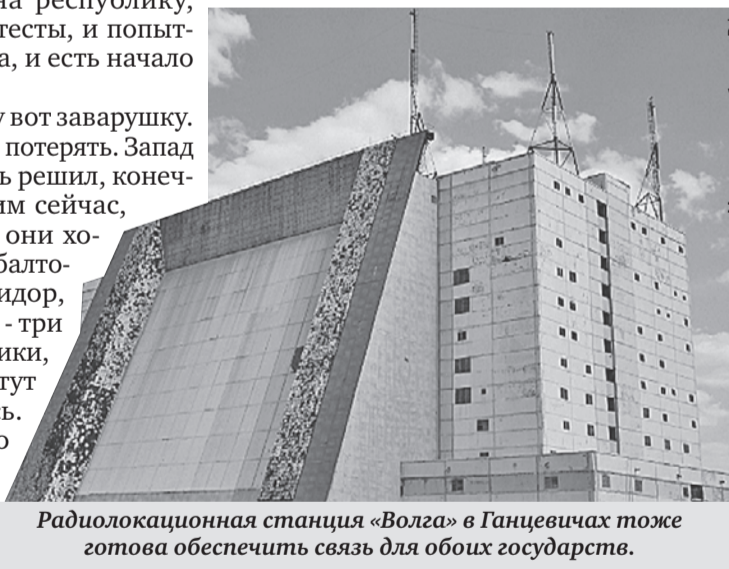 на республику,
тесты, и попыт-
а, и есть начало
у вот заварушку.
потерять. Запад
ь решил, конеч-
им сейчас,
они хо-
балто-
идор,
- три
ики,
тут
сь.
о
Радиолокационная станция «Волга» в Ганцевичах тоже
готова обеспечить связь для обоих государств.